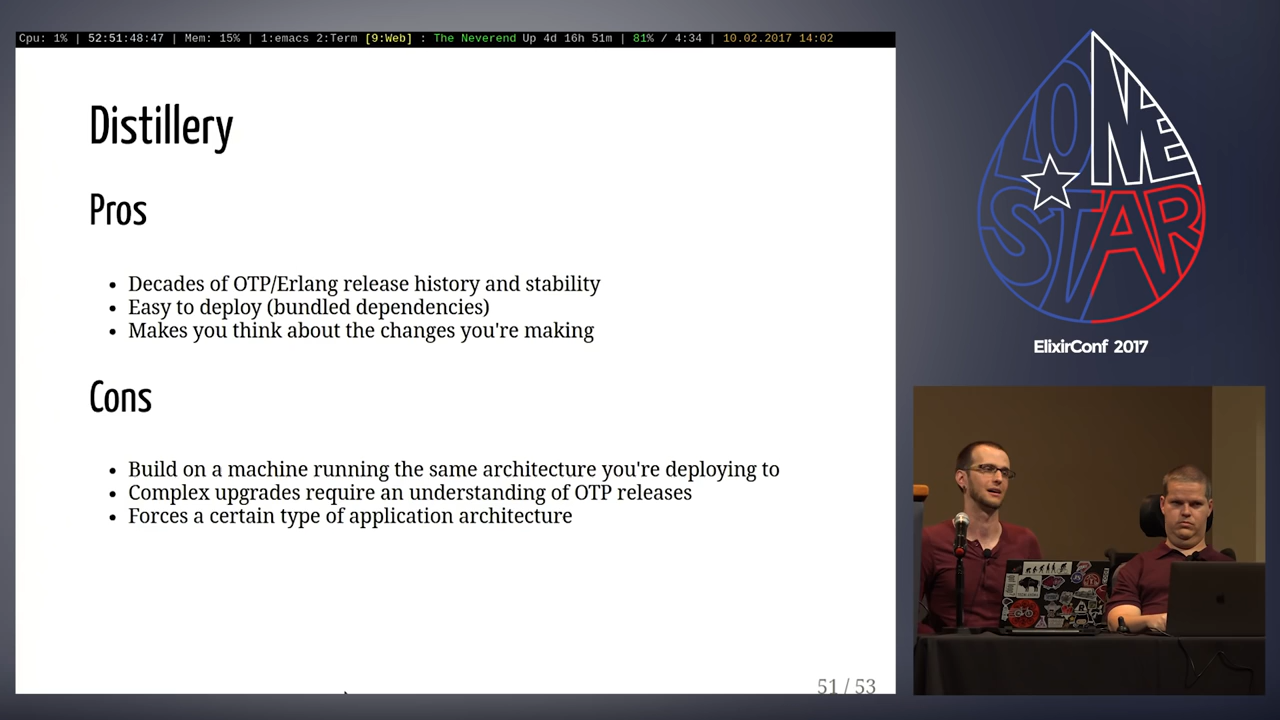 Cpu: 1% | 52:51:48:47 | Mem: 15% | 1:emacs 2:Term [9:Web] : The Neverend Up 4d 16h 51m | 81% / 4:34 | 10.02.2017 14:02
Distillery
Pros
• Decades of OTP/Erlang release history and stability
• Easy to deploy (bundled dependencies)
• Makes you think about the changes you're making
Cons
• Build on a machine running the same architecture you're deploying to
• Complex upgrades require an understanding of OTP releases
• Forces a certain type of application architecture
51 / 53
LONE
STAR
ElixirConf 2017